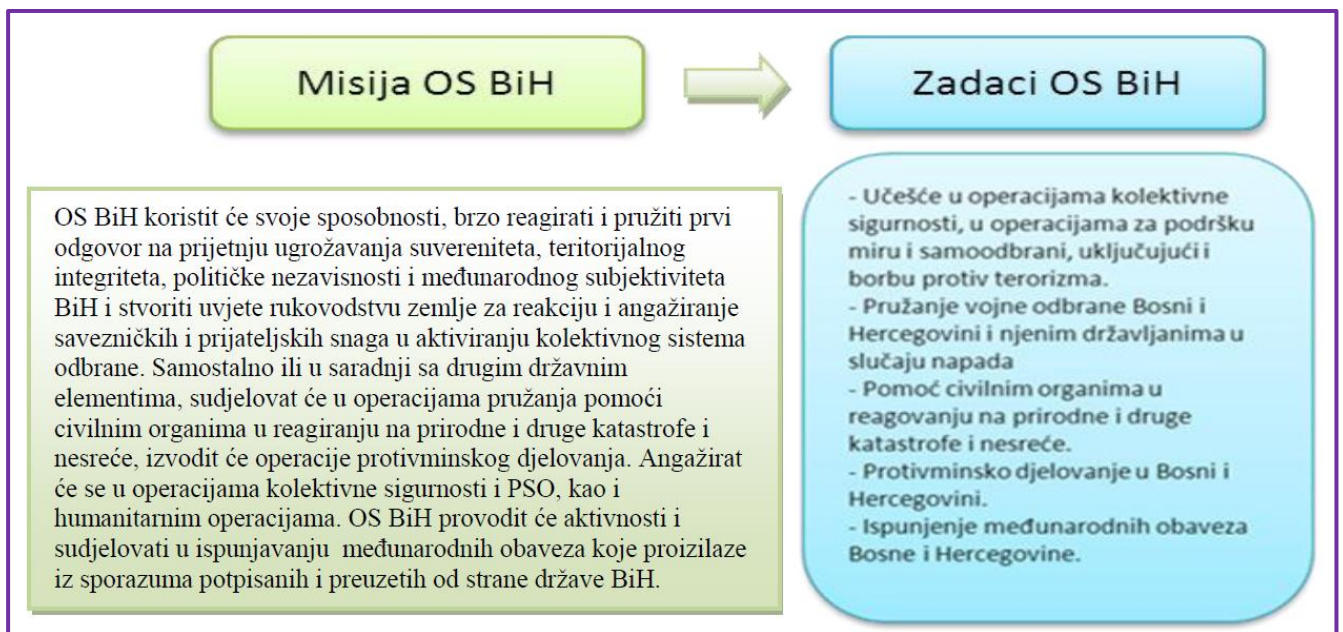 Misija OS BiH
Zadaci OS BiH
OS BiH koristit će svoje sposobnosti, brzo reagirati i pružiti prvi
odgovor na prijetnju ugrožavanja suvereniteta, teritorijalnog
integriteta, političke nezavisnosti i međunarodnog subjektiviteta
BiH i stvoriti uvjete rukovodstvu zemlje za reakciju i angažiranje
savezničkih i prijateljskih snaga u aktiviranju kolektivnog sistema
odbrane. Samostalno ili u saradnji sa drugim državnim
elementima, sudjelovat će u operacijama pružanja pomoći
civilnim organima u reagiranju na prirodne i druge katastrofe i
nesreće, izvodit će operacije protivminskog djelovanja. Angažirat
će se u operacijama kolektivne sigurnosti i PSO, kao i
humanitarnim operacijama. OS BiH provodit će aktivnosti i
sudjelovati u ispunjavanju međunarodnih obaveza koje proizilaze
iz sporazuma potpisanih i preuzetih od strane države BiH.
- Učešće u operacijama kolektivne
sigurnosti, u operacijama za podršku
miru i samoodbrani, uključujući i
borbu protiv terorizma.
- Pružanje vojne odbrane Bosni i
Hercegovini i njenim državljanima u
slučaju napada
- Pomoć civilnim organima u
reagovanju na prirodne i druge
katastrofe i nesreće.
- Protivminsko djelovanje u Bosni i
Hercegovini.
- Ispunjenje međunarodnih obaveza
Bosne i Hercegovine.